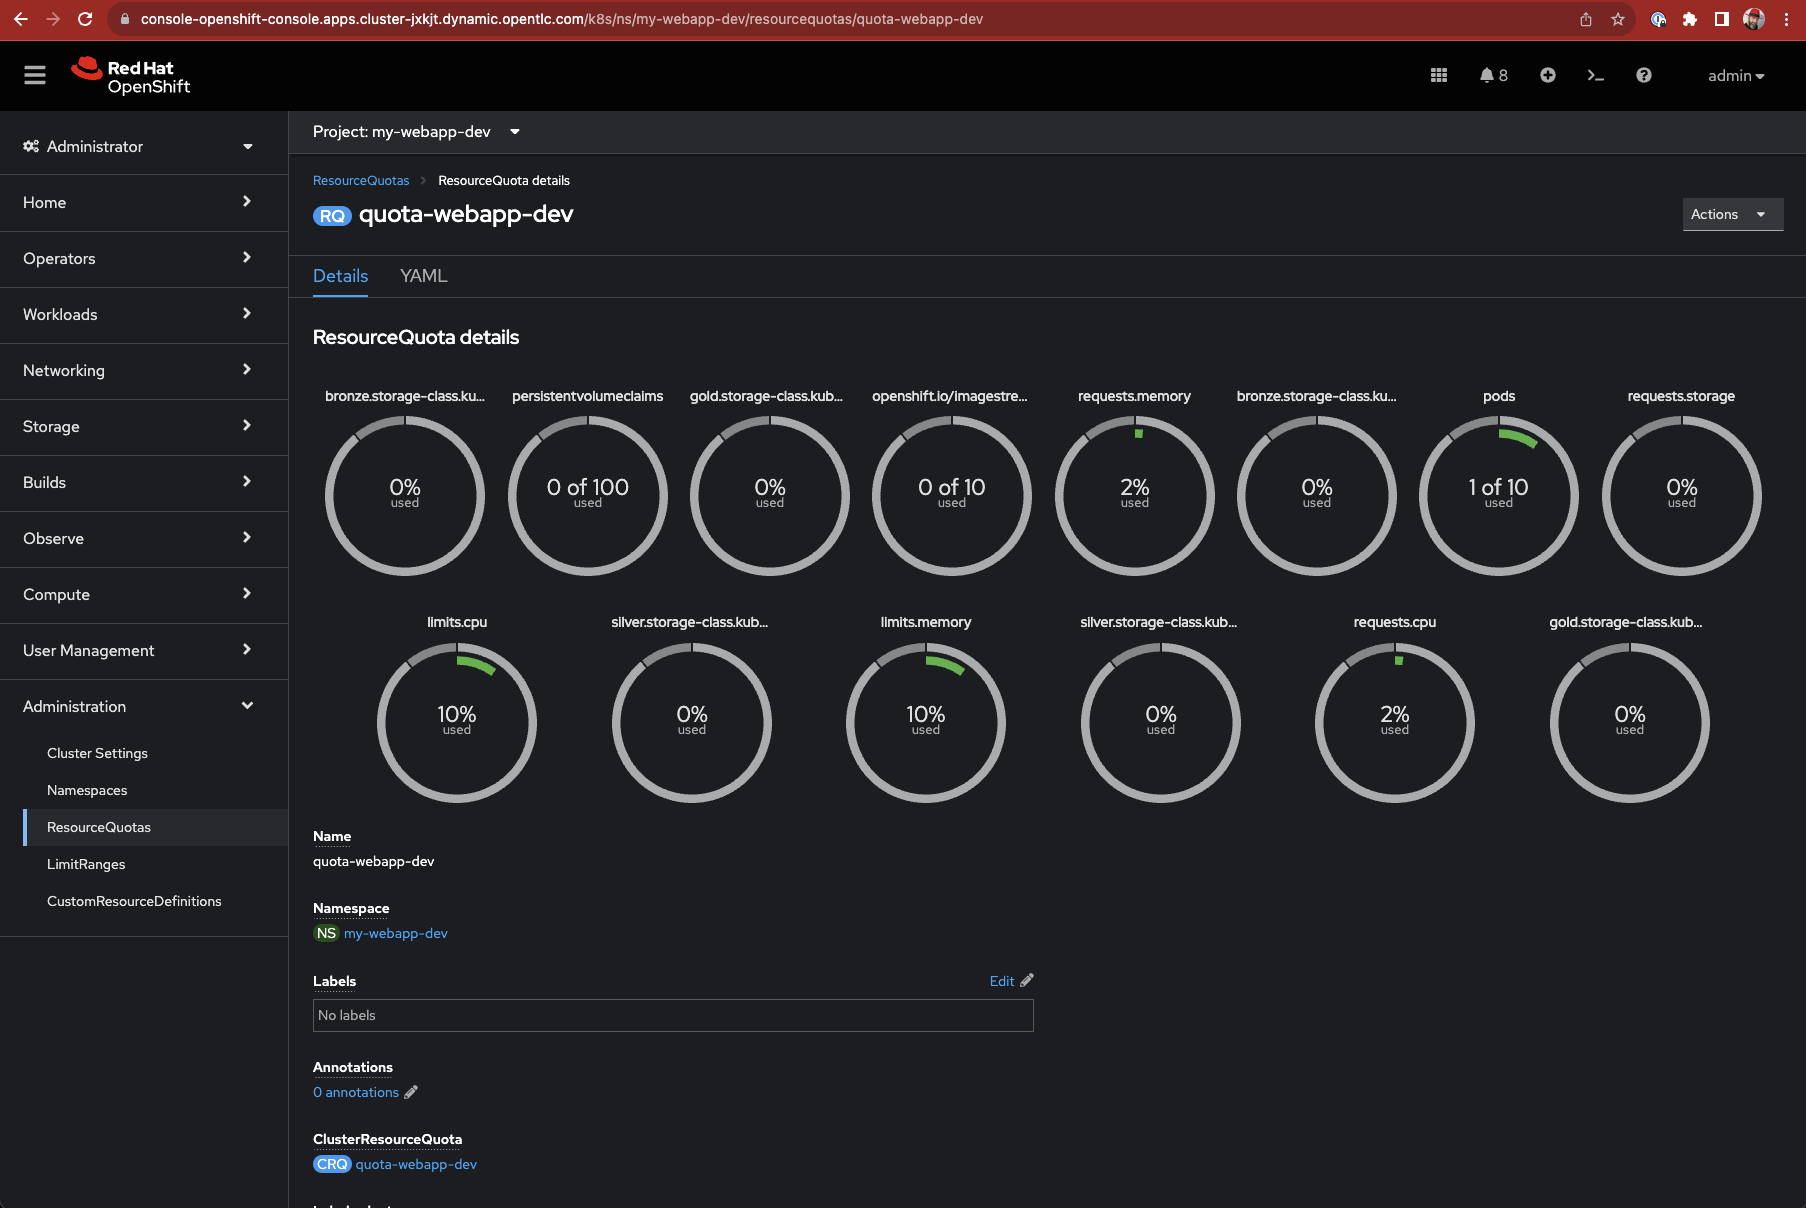 console-openshift-console.apps.cluster-jxkjt.dynamic.opentlc.com/k8s/ns/my-webapp-dev/resourcequotas/quota-webapp-dev
Red Hat
OpenShift
8
admin
Administrator
Home
Operators
Workloads
Networking
Storage
Builds
Observe
Compute
User Management
Administration
Cluster Settings
Namespaces
ResourceQuotas
LimitRanges
CustomResourceDefinitions
Project: my-webapp-dev
ResourceQuotas > ResourceQuota details
RQ quota-webapp-dev
Actions
Details YAML
ResourceQuota details
bronze.storage-class.ku... persistentvolumeclaims gold.storage-class.kub... openshift.io/imagestre... requests.memory bronze.storage-class.ku... pods requests.storage
0% 0 of 100 0% 0 of 10 2% 0% 1 of 10 0%
used used used used used used used used
limits.cpu silver.storage-class.kub... limits.memory silver.storage-class.kub... requests.cpu gold.storage-class.kub...
10% 0% 10% 0% 2% 0%
used used used used used used
Name
quota-webapp-dev
Namespace
NS my-webapp-dev
Labels Edit
No labels
Annotations
0 annotations
ClusterResourceQuota
CRQ quota-webapp-dev